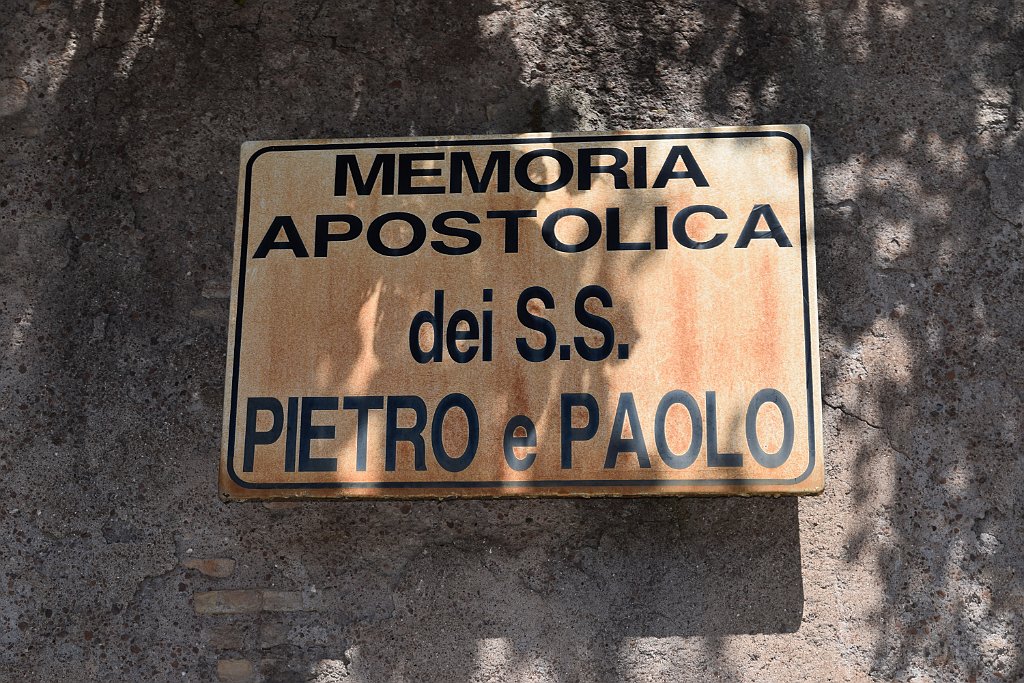 MEMORIA
APOSTOLICA
dei S.S.
PIETRO e PAOLO